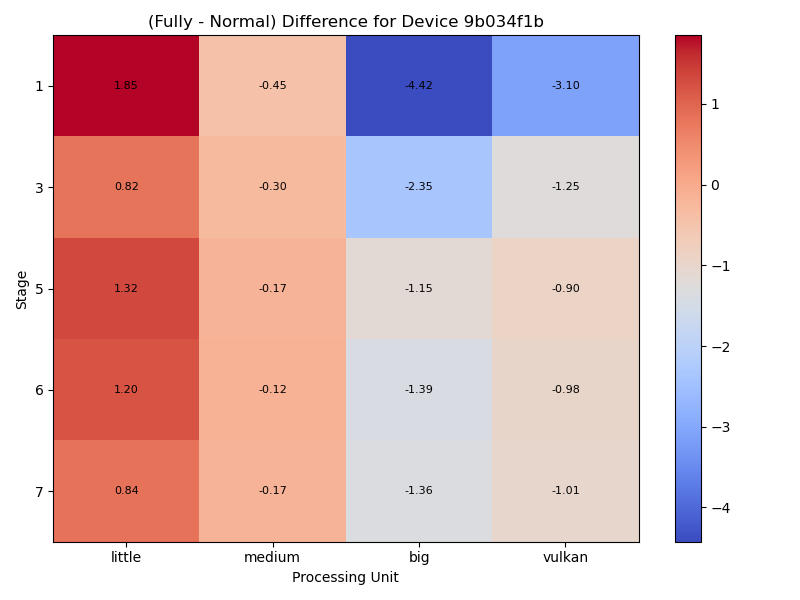 (Fully - Normal) Difference for Device 9b034f1b
Stage
1 1.85 -0.45 -4.42 -3.10
3 0.82 -0.30 -2.35 -1.25
5 1.32 -0.17 -1.15 -0.90
6 1.20 -0.12 -1.39 -0.98
7 0.84 -0.17 -1.36 -1.01
little medium big vulkan
Processing Unit
1
0
−1
−2
−3
−4